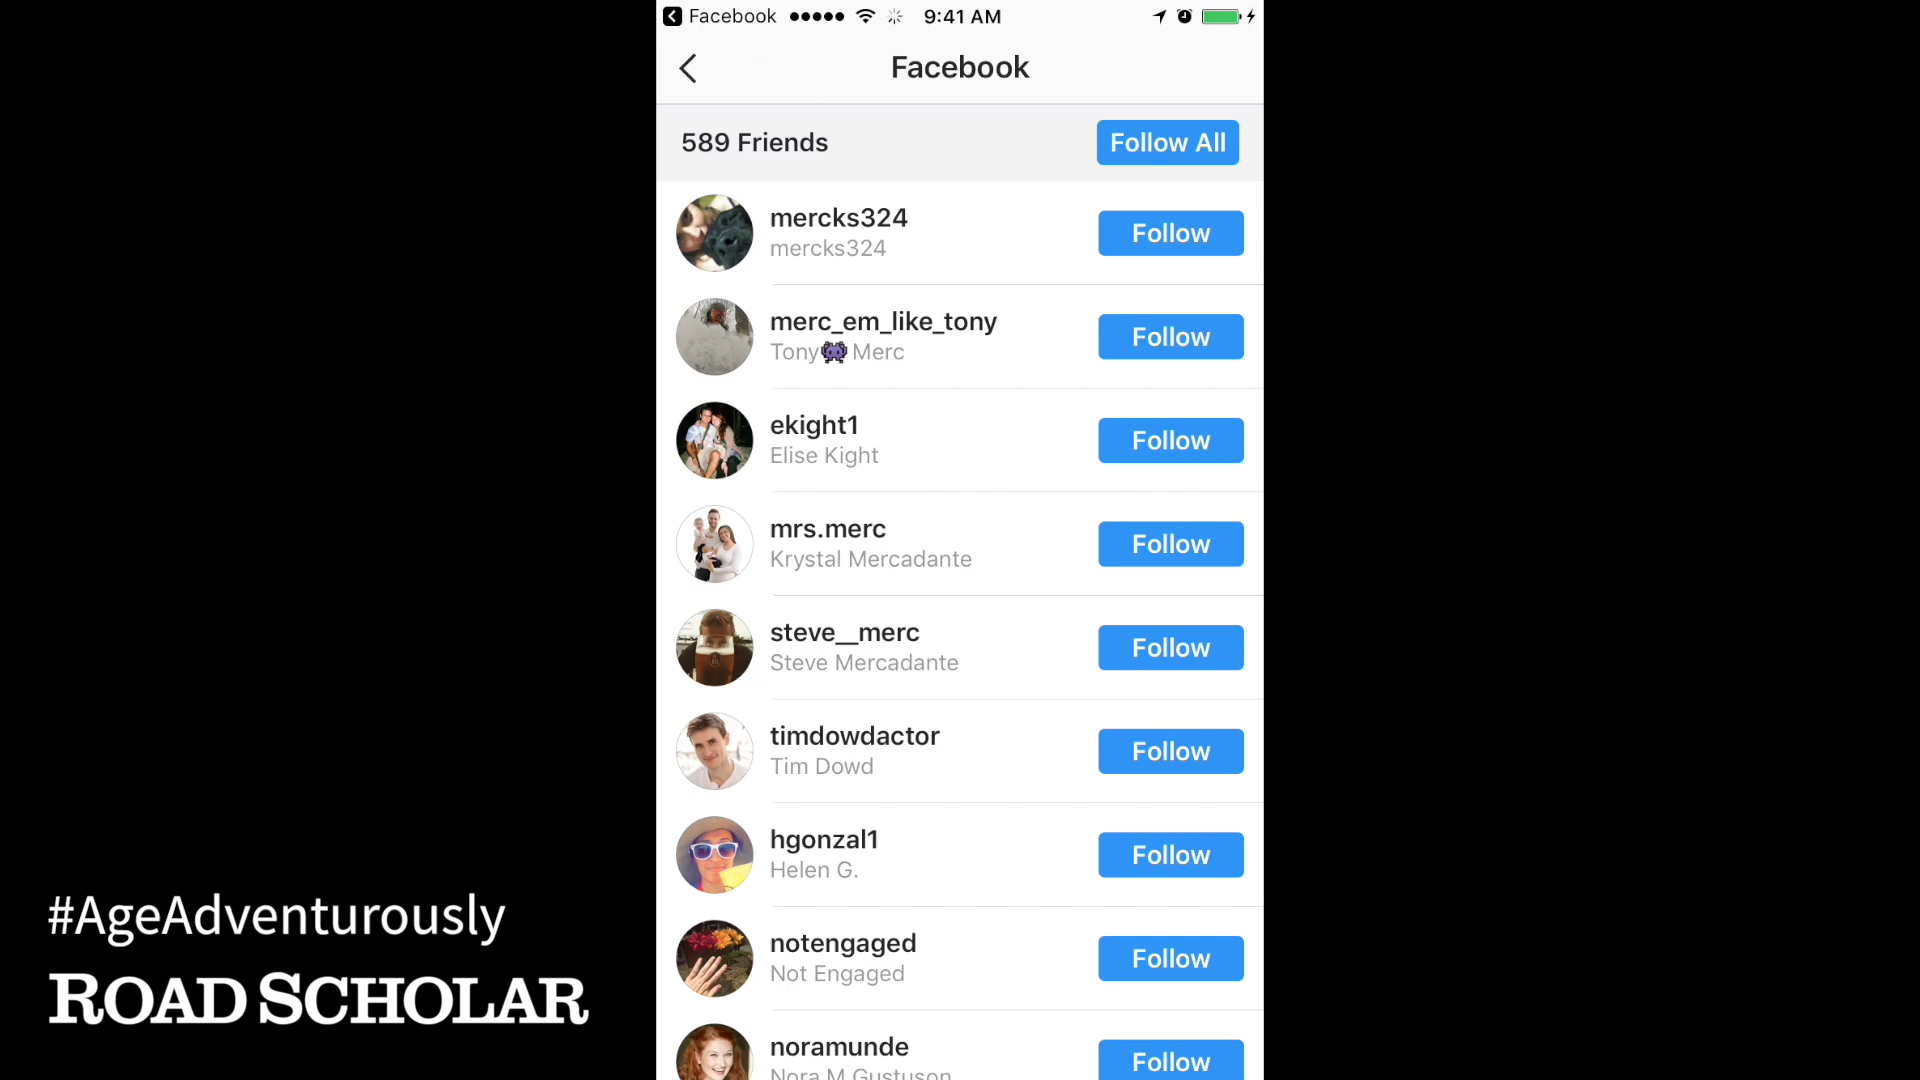 Facebook 9:41 AM
Facebook
589 Friends Follow All
mercks324
mercks324
Follow
merc_em_like_tony
Tony👾Merc
Follow
ekight1
Elise Kight
Follow
mrs.merc
Krystal Mercadante
Follow
steve__merc
Steve Mercadante
Follow
timdowdactor
Tim Dowd
Follow
hgonzal1
Helen G.
Follow
notengaged
Not Engaged
Follow
noramunde
Nora M Gustuson
Follow
#AgeAdventurously
ROAD SCHOLAR